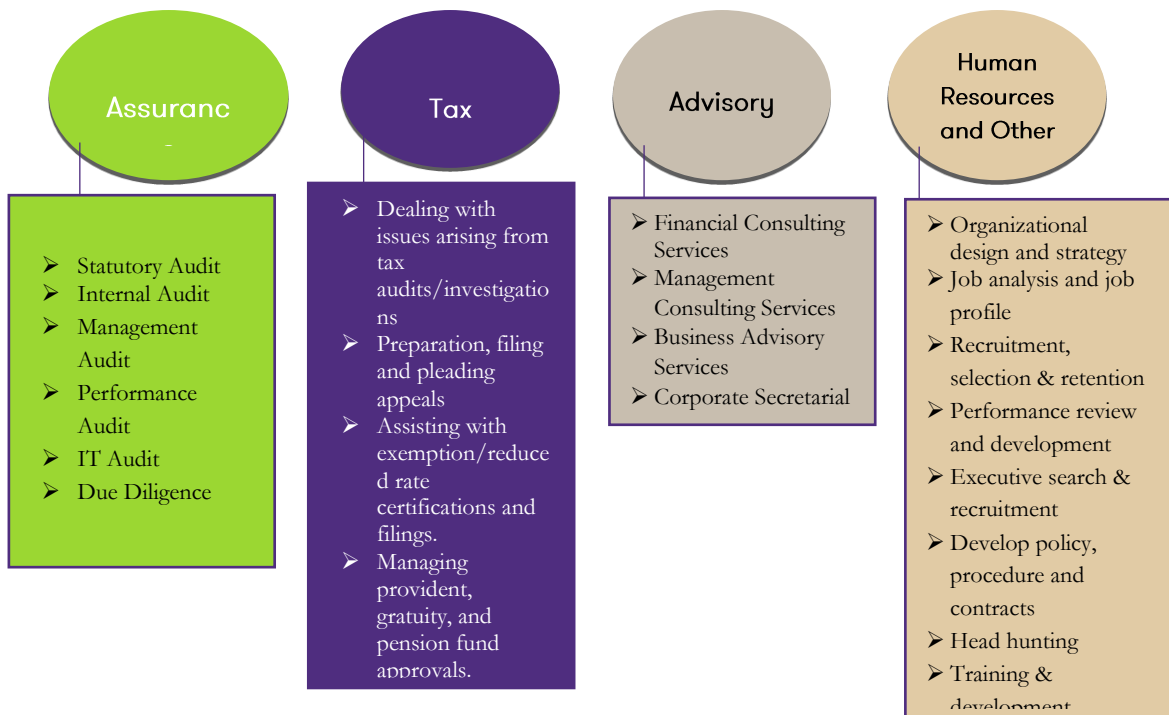 Assuranc
Tax
Advisory
Human
Resources
and Other
Statutory Audit
Internal Audit
Management
Audit
Performance
Audit
IT Audit
Due Diligence
Dealing with
issues arising from
tax
audits/investigatio
ns
Preparation, filing
and pleading
appeals
Assisting with
exemption/reduce
d rate
certifications and
filings.
Managing
provident,
gratuity, and
pension fund
approvals.
Financial Consulting
Services
Management
Consulting Services
Business Advisory
Services
Corporate Secretarial
Organizational
design and strategy
Job analysis and job
profile
Recruitment,
selection & retention
Performance review
and development
Executive search &
recruitment
Develop policy,
procedure and
contracts
Head hunting
Training &
development